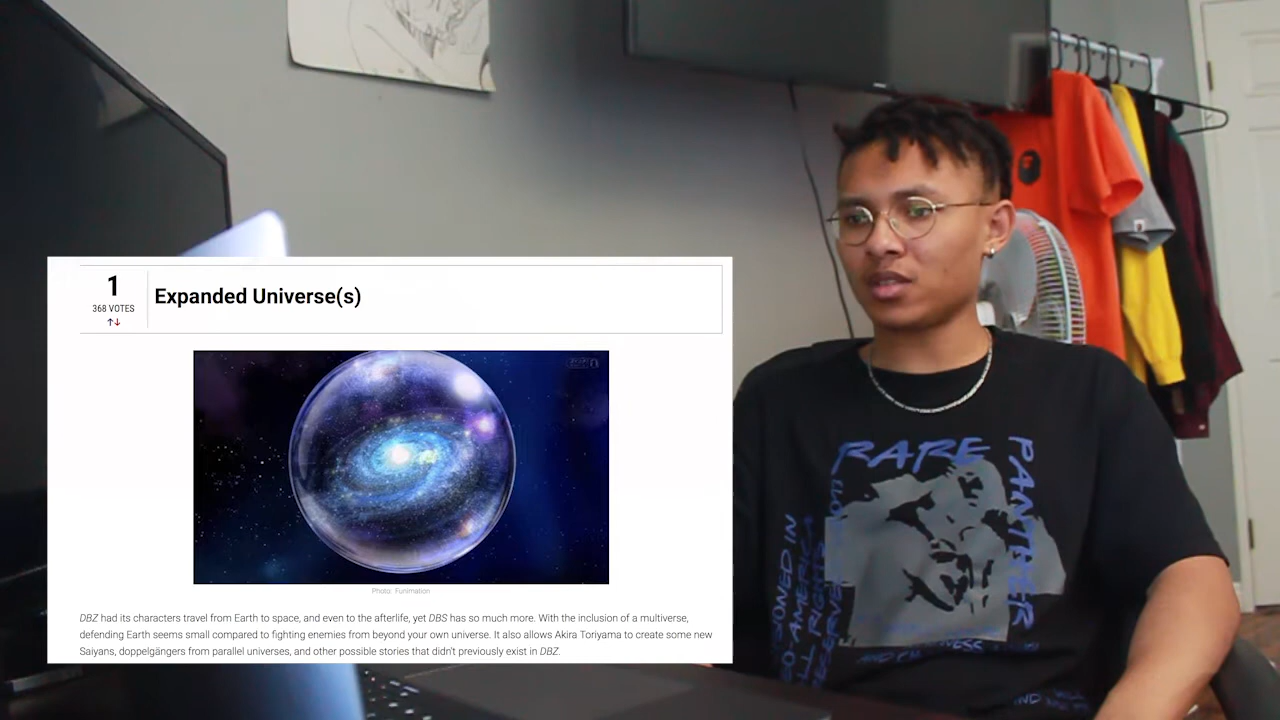 1
368 VOTES
Expanded Universe(s)
Photo: Funimation
DBZ had its characters travel from Earth to space, and even to the afterlife, yet DBS has so much more. With the inclusion of a multiverse,
defending Earth seems small compared to fighting enemies from beyond your own universe. It also allows Akira Toriyama to create some new
Saiyans, doppelgängers from parallel universes, and other possible stories that didn't previously exist in DBZ.
RARE
PANTHER